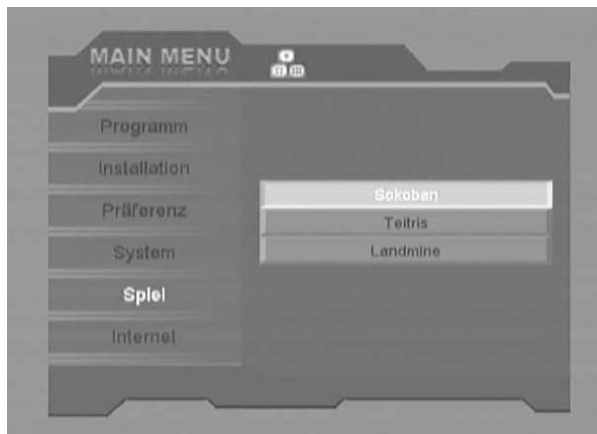 MAIN MENU
Programm
Installation
Präferenz
System
Spiel
Internet
Sokoban
Teitris
Landmine